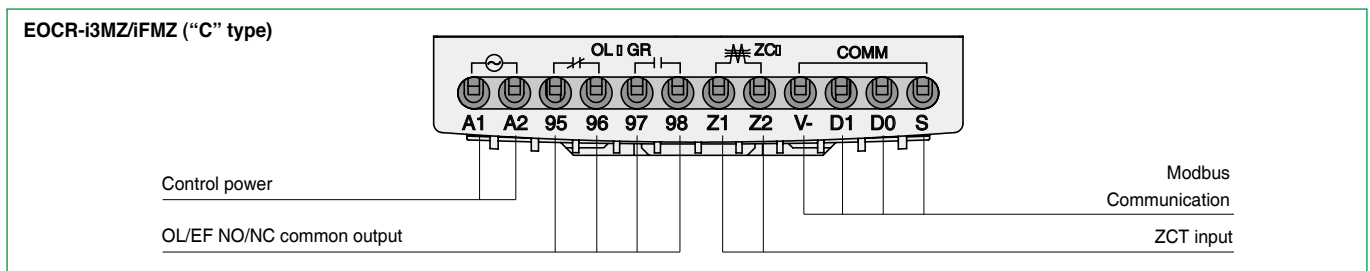 EOCR-i3MZ/iFMZ (“C” type)
OL▯GR ZC▯ COMM
A1 A2 95 96 97 98 Z1 Z2 V- D1 D0 S
Control power
Modbus
Communication
OL/EF NO/NC common output
ZCT input